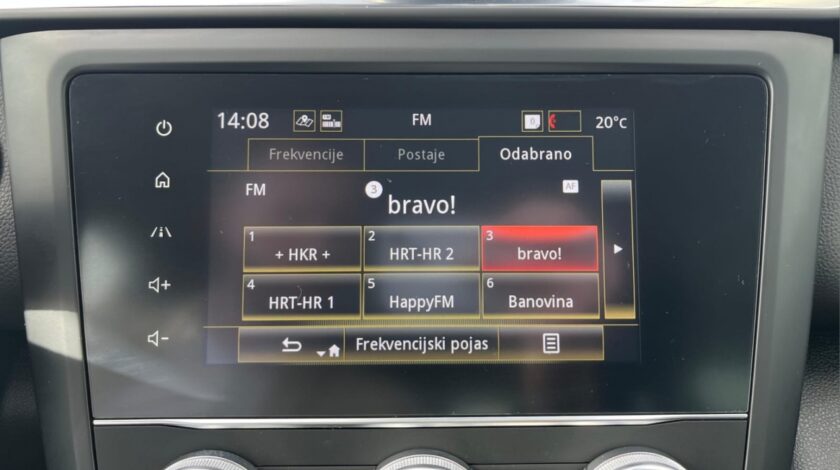 14:08 FM 20°C
Frekvencije Postaje Odabrano
FM 3 AF
bravo!
1 2 3
+ HKR + HRT-HR 2 bravo!
4 5 6
HRT-HR 1 HappyFM Banovina
Frekvencijski pojas